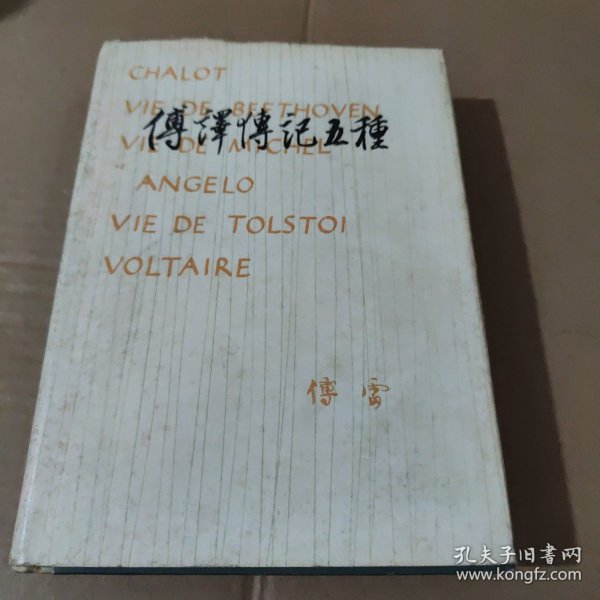 CHALOT
VIE DE BEETHOVEN
傅譯傳記五種
VIE DE MICHEL
ANGELO
VIE DE TOLSTOI
VOLTAIRE
傅雷
孔夫子旧書网
www.kongfz.com